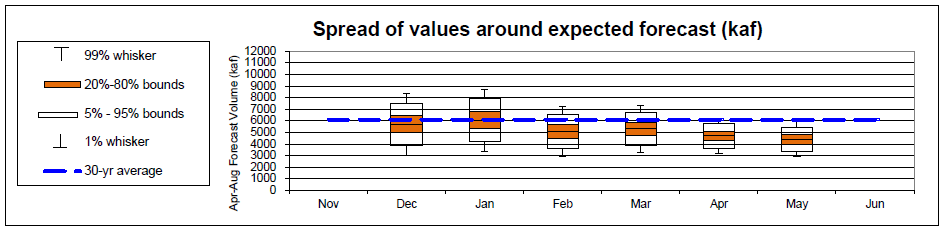 Spread of values around expected forecast (kaf)
99% whisker
20%-80% bounds
5% - 95% bounds
1% whisker
30-yr average
Apr-Aug Forecast Volume (kaf)
12000
11000
10000
9000
8000
7000
6000
5000
4000
3000
2000
1000
0
Nov Dec Jan Feb Mar Apr May Jun